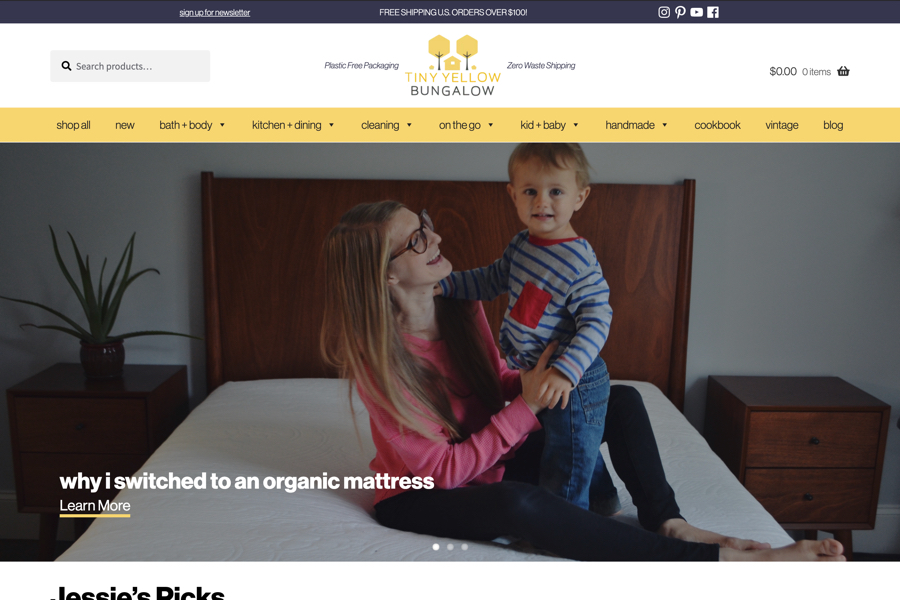 sign up for newsletter
FREE SHIPPING U.S. ORDERS OVER $100!
Search products…
Plastic Free Packaging
TINY YELLOW
BUNGALOW
Zero Waste Shipping
$0.00 0 items
shop all new bath + body kitchen + dining cleaning on the go kid + baby handmade cookbook vintage blog
why i switched to an organic mattress
Learn More
Jessie's Picks